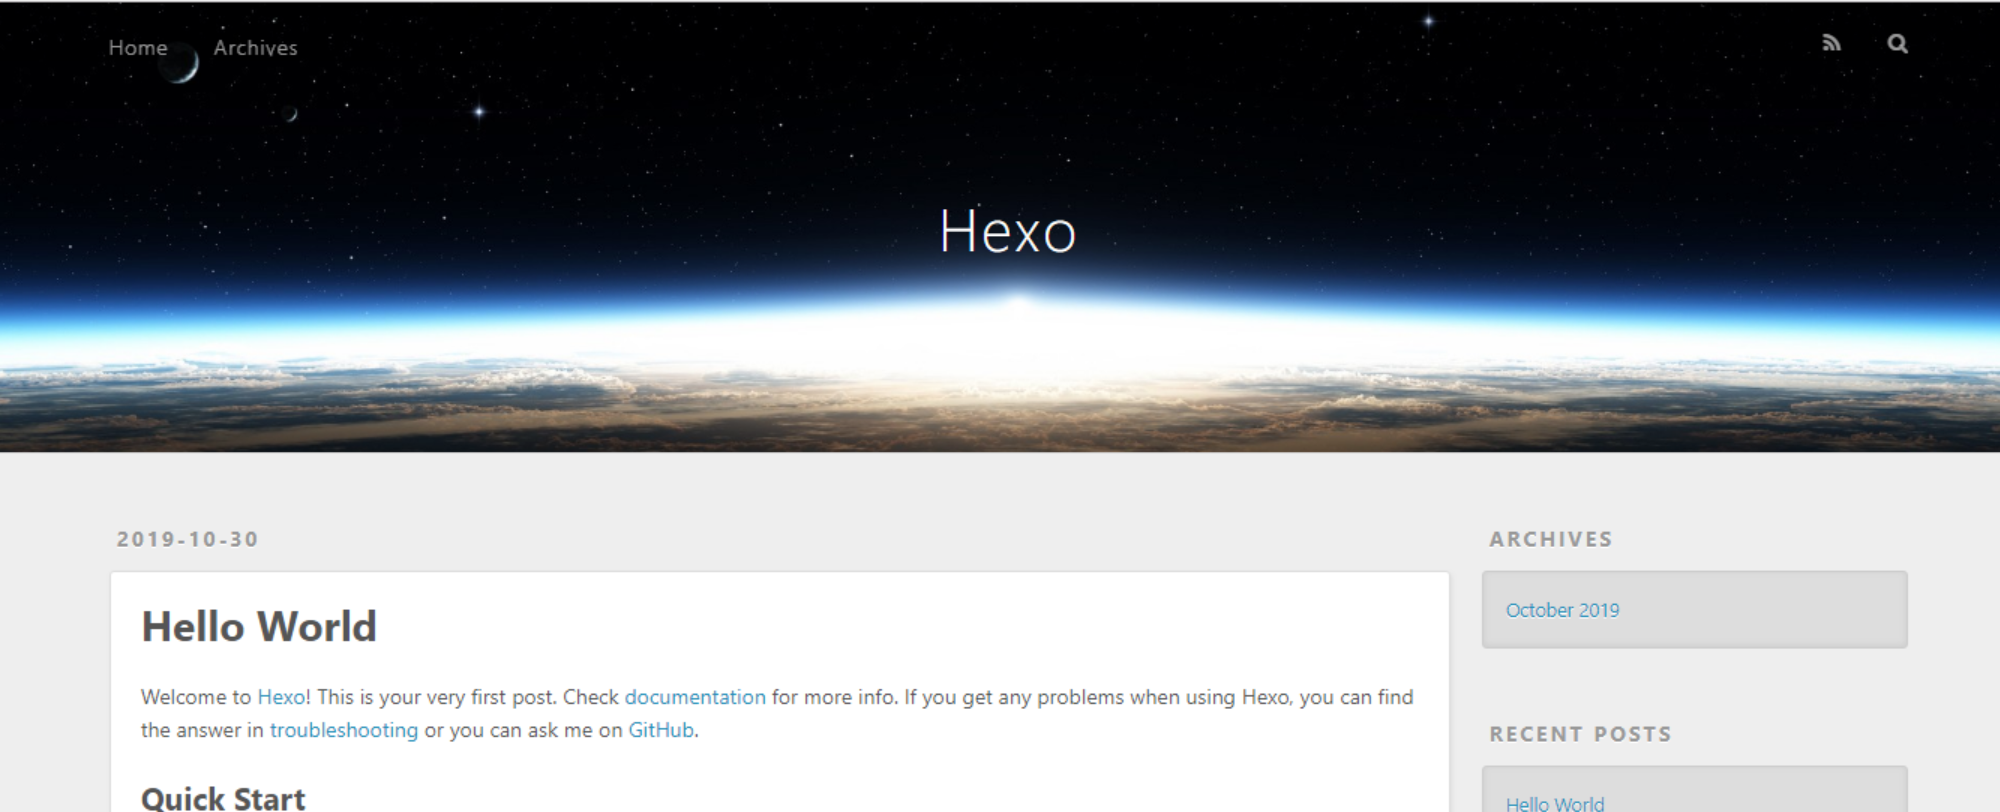 Home Archives
Hexo
2019-10-30
Hello World
Welcome to Hexo! This is your very first post. Check documentation for more info. If you get any problems when using Hexo, you can find
the answer in troubleshooting or you can ask me on GitHub.
Quick Start
ARCHIVES
October 2019
RECENT POSTS
Hello World